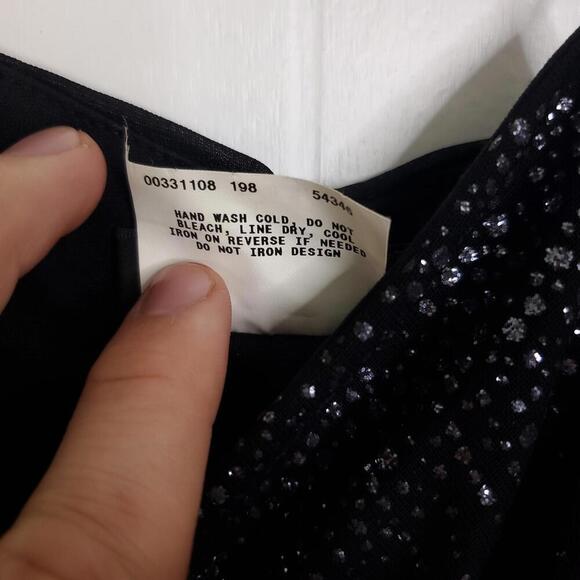 00331108 198 54346
HAND WASH COLD, DO NOT
BLEACH, LINE DRY, COOL
IRON ON REVERSE IF NEEDED
DO NOT IRON DESIGN